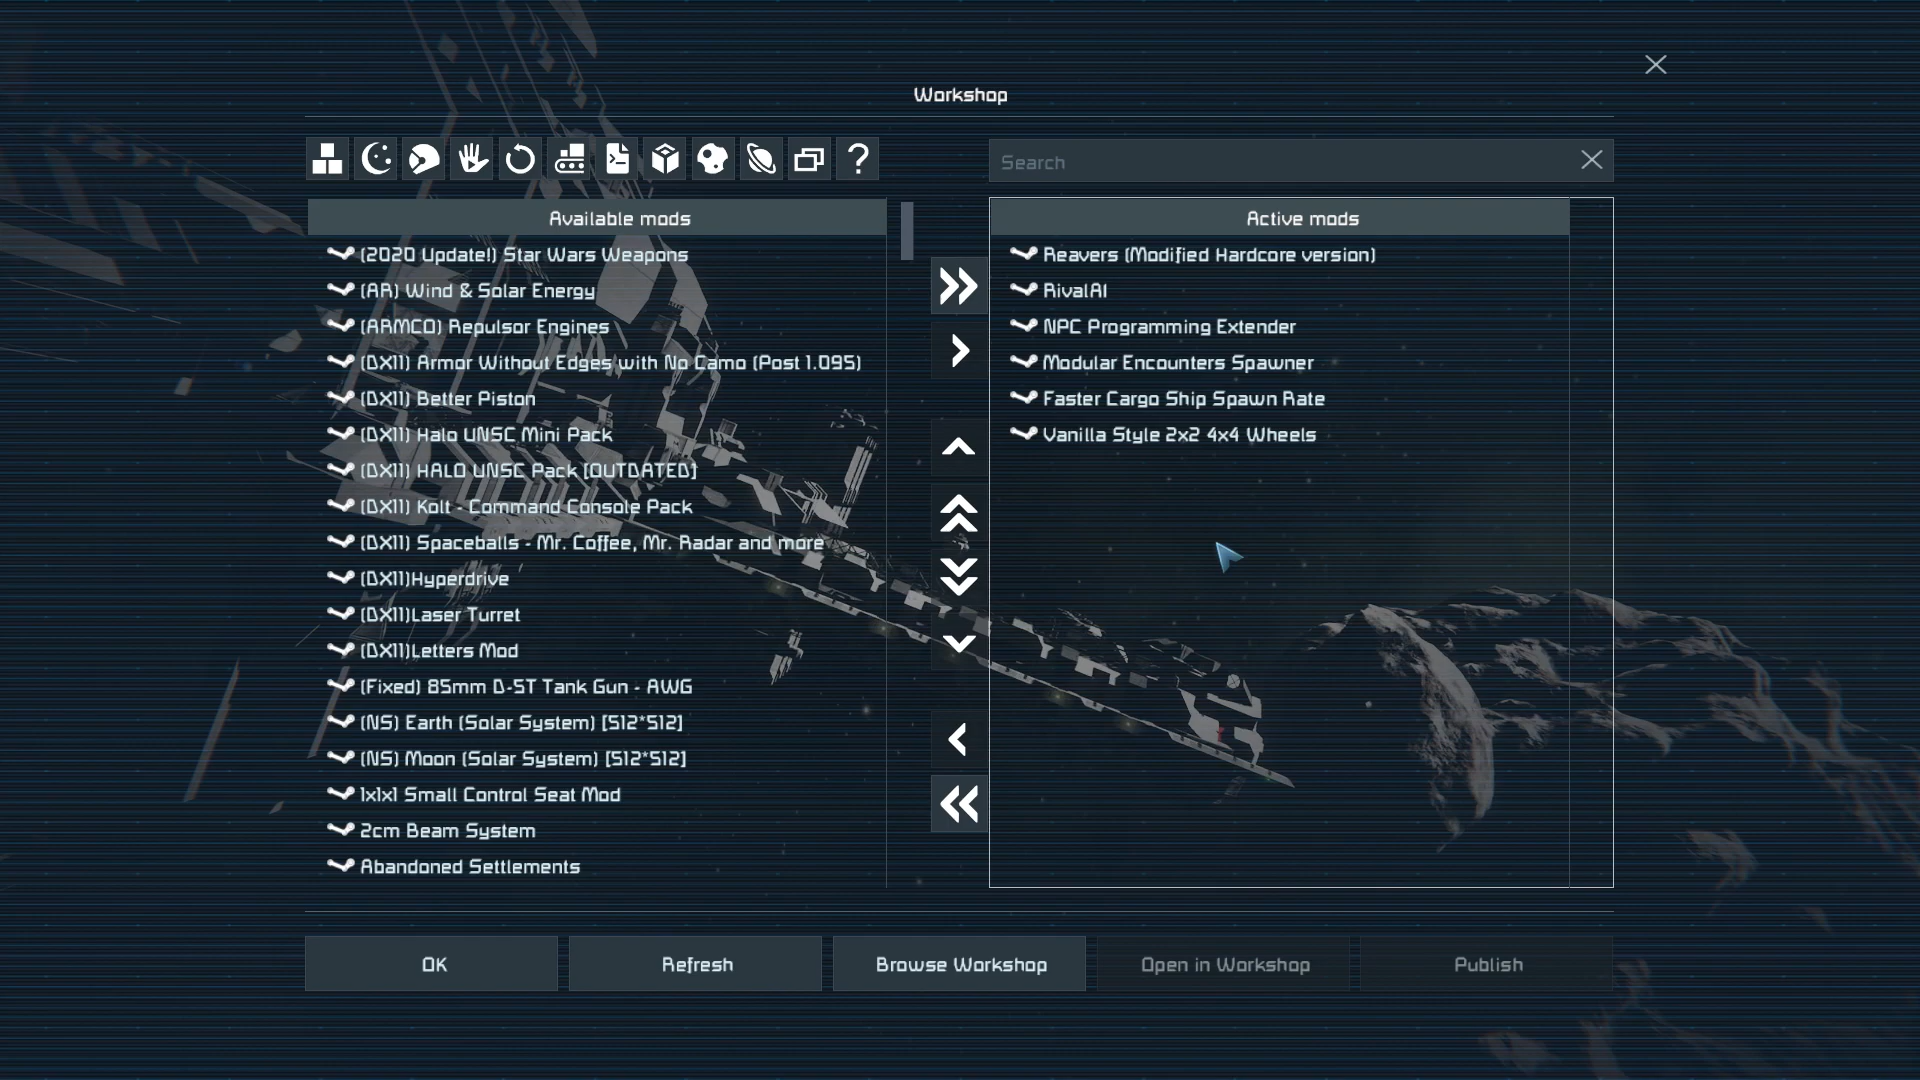 Workshop
Search
Available mods
(2020 Update!) Star Wars Weapons
(AR) Wind & Solar Energy
(ARMCO) Repulsor Engines
(DX11) Armor Without Edges with No Camo (Post 1.095)
(DX11) Better Piston
(DX11) Halo UNSC Mini Pack
(DX11) HALO UNSC Pack [OUTDATED]
(DX11) Kolt - Command Console Pack
(DX11) Spaceballs - Mr. Coffee, Mr. Radar and more
(DX11)Hyperdrive
(DX11)Laser Turret
(DX11)Letters Mod
(Fixed) 85mm D-5T Tank Gun - AWG
(NS) Earth (Solar System) [512*512]
(NS) Moon (Solar System) [512*512]
1x1x1 Small Control Seat Mod
2cm Beam System
Abandoned Settlements
Active mods
Reavers (Modified Hardcore version)
RivalAI
NPC Programming Extender
Modular Encounters Spawner
Faster Cargo Ship Spawn Rate
Vanilla Style 2x2 4x4 Wheels
OK
Refresh
Browse Workshop
Open in Workshop
Publish